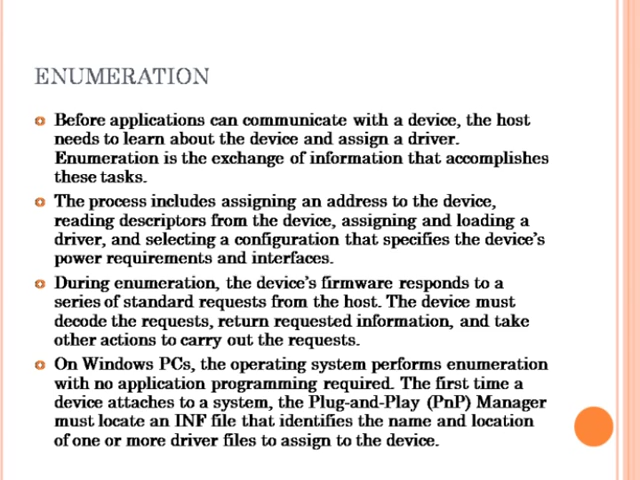 ENUMERATION
Before applications can communicate with a device, the host
needs to learn about the device and assign a driver.
Enumeration is the exchange of information that accomplishes
these tasks.
The process includes assigning an address to the device,
reading descriptors from the device, assigning and loading a
driver, and selecting a configuration that specifies the device's
power requirements and interfaces.
During enumeration, the device's firmware responds to a
series of standard requests from the host. The device must
decode the requests, return requested information, and take
other actions to carry out the requests.
On Windows PCs, the operating system performs enumeration
with no application programming required. The first time a
device attaches to a system, the Plug-and-Play (PnP) Manager
must locate an INF file that identifies the name and location
of one or more driver files to assign to the device.